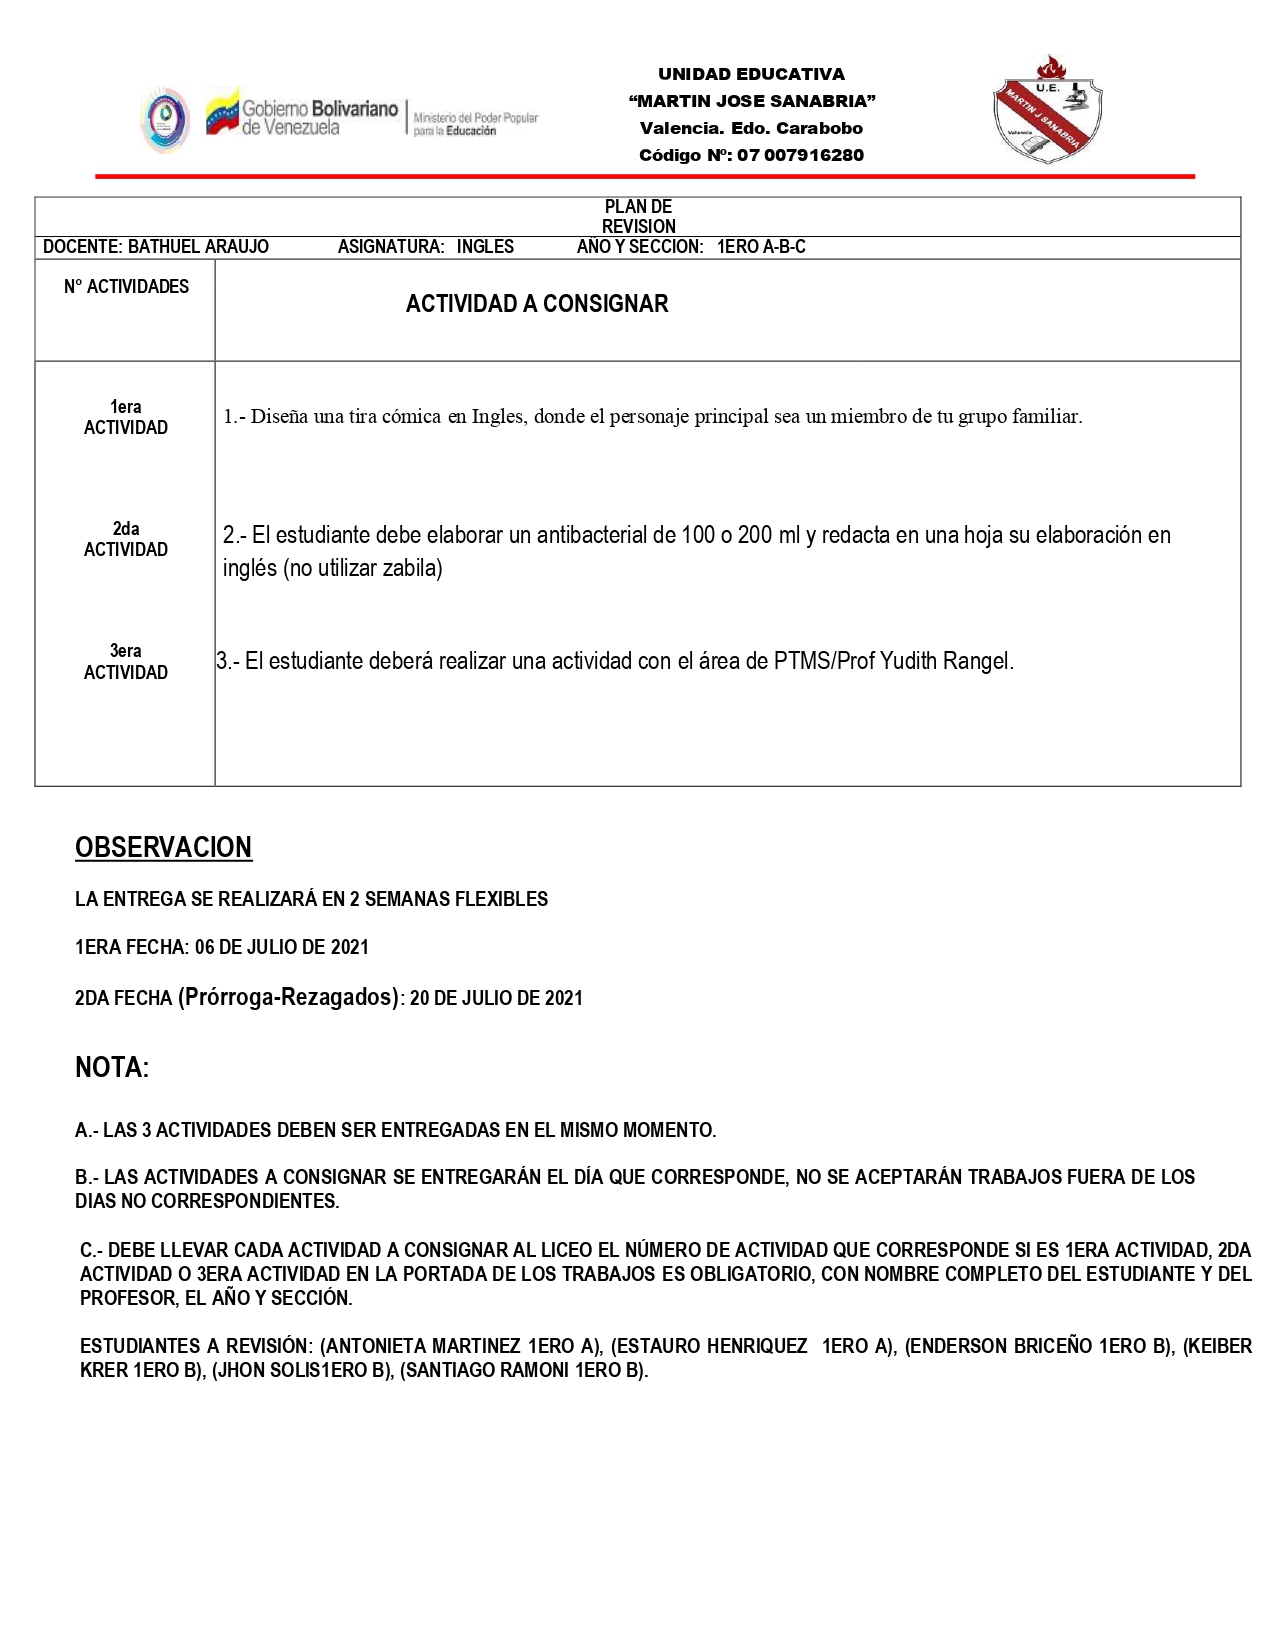 Gobierno Bolivariano
de Venezuela
Ministerio del Poder Popular
para la Educación
UNIDAD EDUCATIVA
“MARTIN JOSE SANABRIA”
Valencia. Edo. Carabobo
Código Nº: 07 007916280
U.E.
MARTIN J SANABRIA
Valencia
PLAN DE
REVISION
DOCENTE: BATHUEL ARAUJO ASIGNATURA: INGLES AÑO Y SECCION: 1ERO A-B-C
N° ACTIVIDADES
ACTIVIDAD A CONSIGNAR
1era
ACTIVIDAD
1.- Diseña una tira cómica en Ingles, donde el personaje principal sea un miembro de tu grupo familiar.
2da
ACTIVIDAD
2.- El estudiante debe elaborar un antibacterial de 100 o 200 ml y redacta en una hoja su elaboración en
inglés (no utilizar zabila)
3era
ACTIVIDAD
3.- El estudiante deberá realizar una actividad con el área de PTMS/Prof Yudith Rangel.
OBSERVACION
LA ENTREGA SE REALIZARÁ EN 2 SEMANAS FLEXIBLES
1ERA FECHA: 06 DE JULIO DE 2021
2DA FECHA (Prórroga-Rezagados): 20 DE JULIO DE 2021
NOTA:
A.- LAS 3 ACTIVIDADES DEBEN SER ENTREGADAS EN EL MISMO MOMENTO.
B.- LAS ACTIVIDADES A CONSIGNAR SE ENTREGARÁN EL DÍA QUE CORRESPONDE, NO SE ACEPTARÁN TRABAJOS FUERA DE LOS
DIAS NO CORRESPONDIENTES.
C.- DEBE LLEVAR CADA ACTIVIDAD A CONSIGNAR AL LICEO EL NÚMERO DE ACTIVIDAD QUE CORRESPONDE SI ES 1ERA ACTIVIDAD, 2DA
ACTIVIDAD O 3ERA ACTIVIDAD EN LA PORTADA DE LOS TRABAJOS ES OBLIGATORIO, CON NOMBRE COMPLETO DEL ESTUDIANTE Y DEL
PROFESOR, EL AÑO Y SECCIÓN.
ESTUDIANTES A REVISIÓN: (ANTONIETA MARTINEZ 1ERO A), (ESTAURO HENRIQUEZ 1ERO A), (ENDERSON BRICEÑO 1ERO B), (KEIBER
KRER 1ERO B), (JHON SOLIS1ERO B), (SANTIAGO RAMONI 1ERO B).